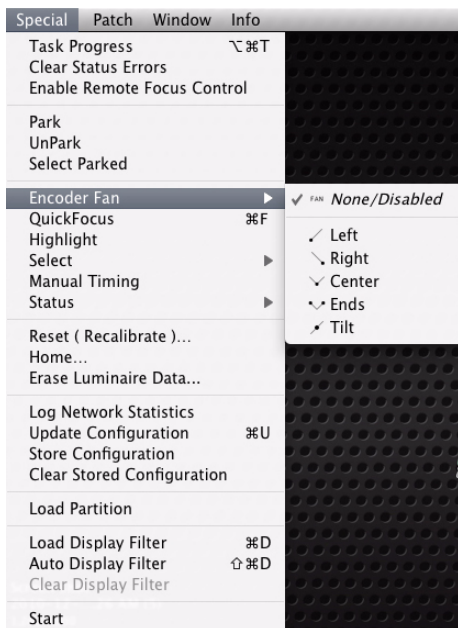 Special Patch Window Info
Task Progress ⌥⌘T
Clear Status Errors
Enable Remote Focus Control
Park
UnPark
Select Parked
Encoder Fan ▶
✓ FAN None/Disabled
Left
Right
Center
Ends
Tilt
QuickFocus ⌘F
Highlight
Select ▶
Manual Timing
Status ▶
Reset ( Recalibrate )...
Home...
Erase Luminaire Data...
Log Network Statistics
Update Configuration ⌘U
Store Configuration
Clear Stored Configuration
Load Partition
Load Display Filter ⌘D
Auto Display Filter ⇧⌘D
Clear Display Filter
Start